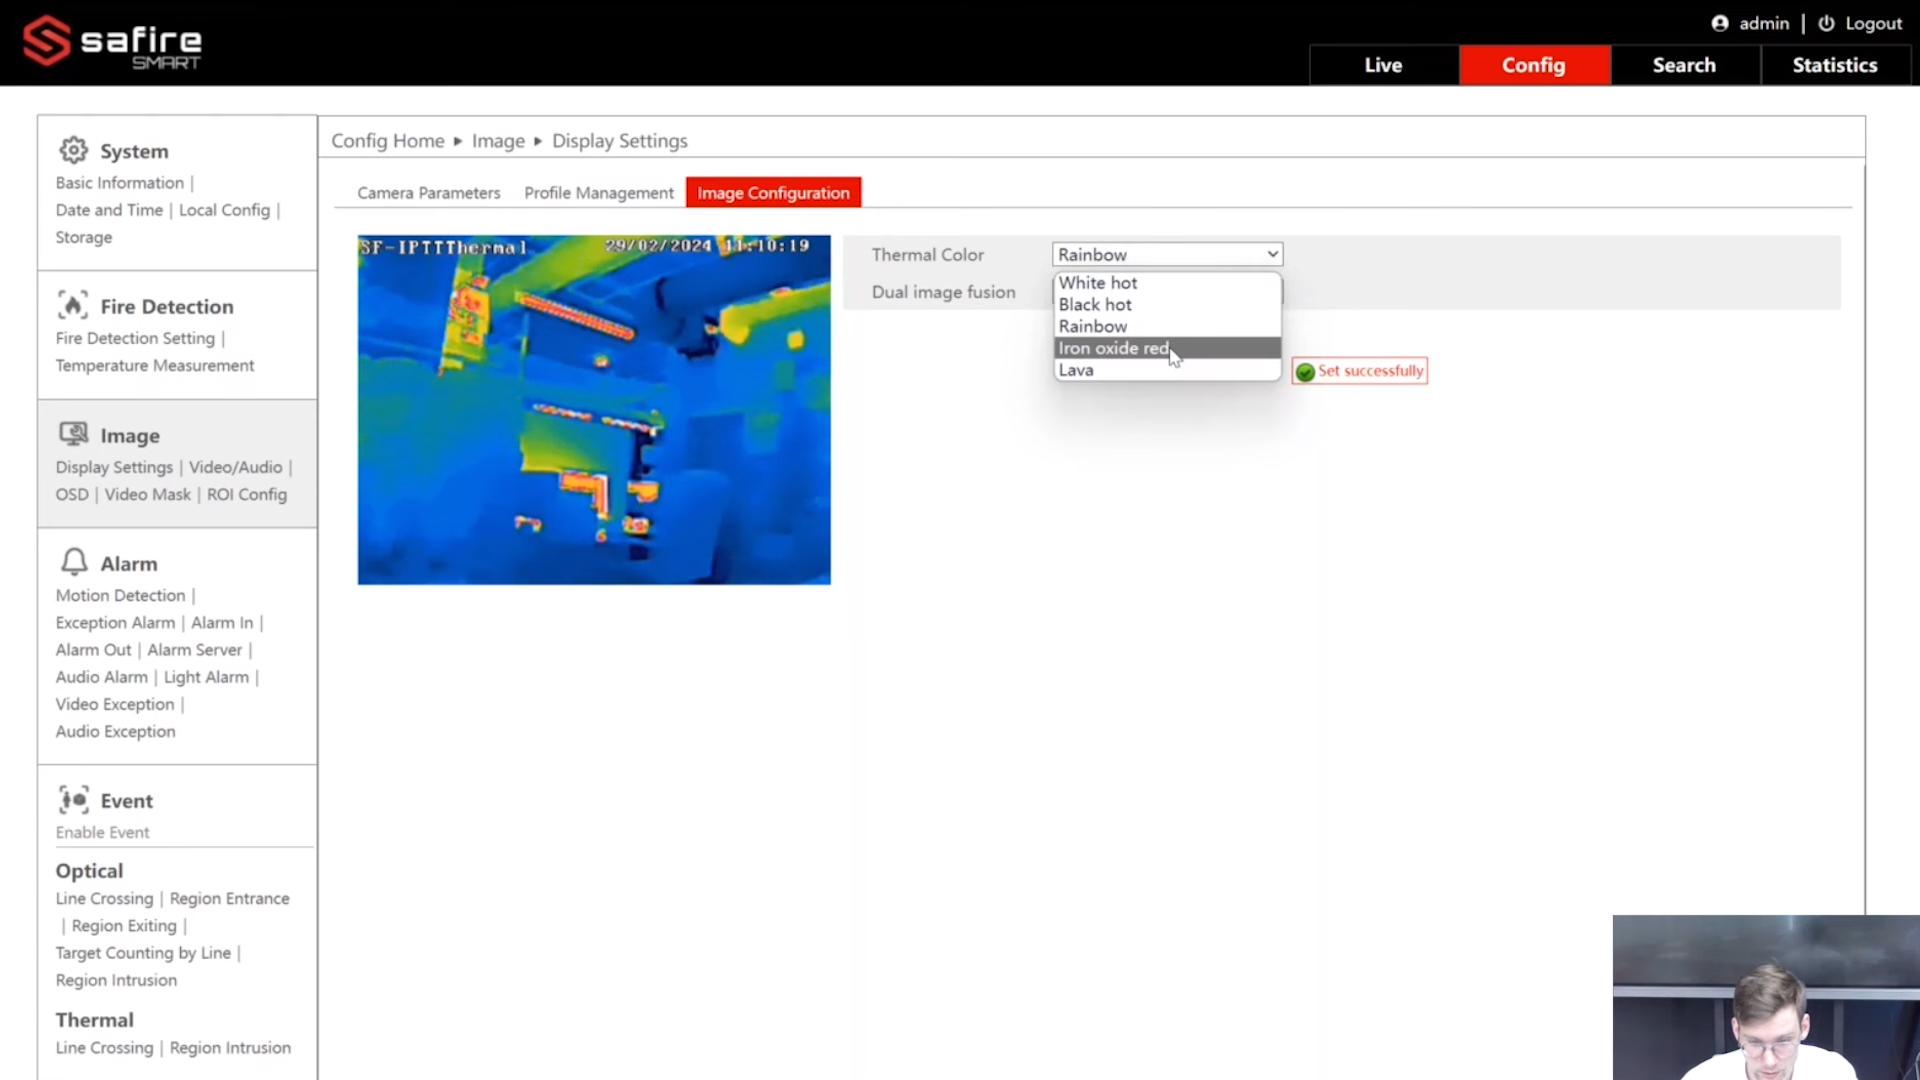 safire
SMART
admin | Logout
Live Config Search Statistics
System
Basic Information |
Date and Time | Local Config |
Storage
Fire Detection
Fire Detection Setting |
Temperature Measurement
Image
Display Settings | Video/Audio |
OSD | Video Mask | ROI Config
Alarm
Motion Detection |
Exception Alarm | Alarm In |
Alarm Out | Alarm Server |
Audio Alarm | Light Alarm |
Video Exception |
Audio Exception
Event
Enable Event
Optical
Line Crossing | Region Entrance
| Region Exiting |
Target Counting by Line |
Region Intrusion
Thermal
Line Crossing | Region Intrusion
Config Home ▸ Image ▸ Display Settings
Camera Parameters Profile Management Image Configuration
SF-IPTTThermal 29/02/2024 11:10:19
Thermal Color Rainbow
Dual image fusion
White hot
Black hot
Rainbow
Iron oxide red
Lava
Set successfully